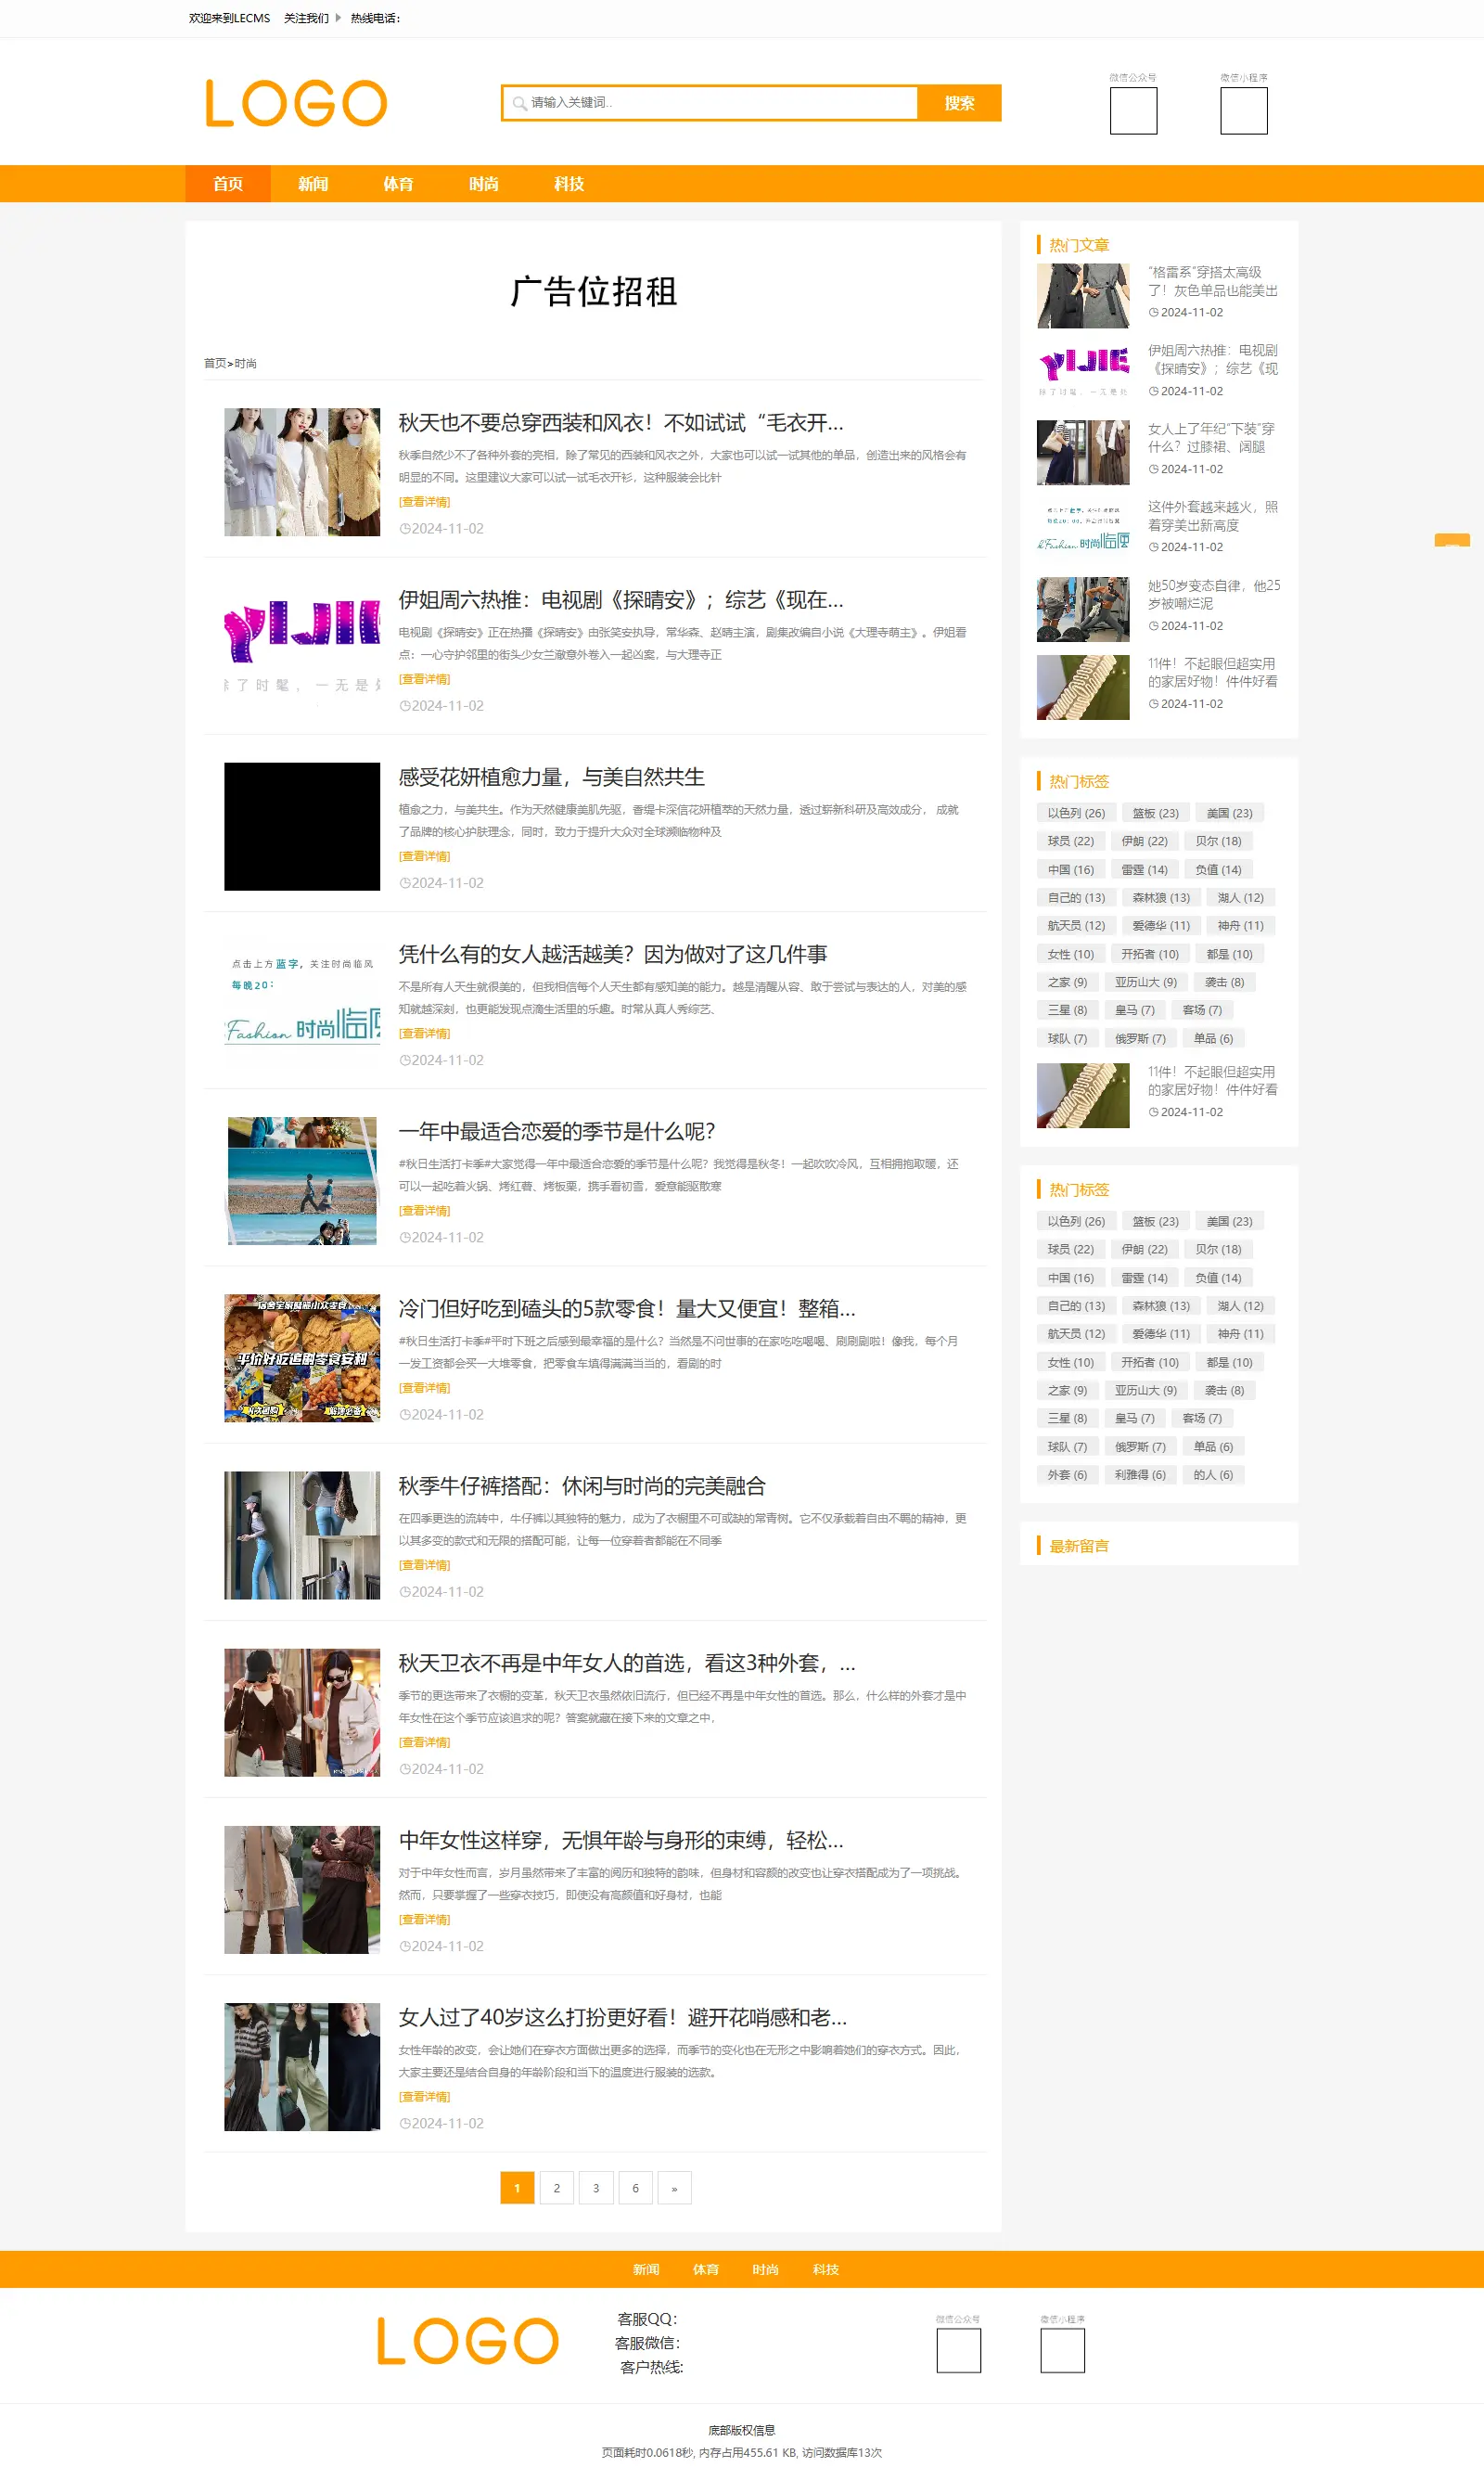 欢迎来到LECMS 关注我们 热线电话：
LOGO
请输入关键词..
搜索
微信公众号
微信小程序
首页 新闻 体育 时尚 科技
广告位招租
首页>时尚
秋天也不要总穿西装和风衣！不如试试“毛衣开...
秋季自然少不了各种外套的亮相，除了常见的西装和风衣之外，大家也可以试一试其他的单品，创造出来的风格会有
明显的不同。这里建议大家可以试一试毛衣开衫，这种服装会比针
[查看详情]
2024-11-02
YIJIE
除了时髦，一无是处
伊姐周六热推：电视剧《探晴安》；综艺《现在...
电视剧《探晴安》正在热播《探晴安》由张笑安执导，常华森、赵晴主演，剧集改编自小说《大理寺萌主》。伊姐看
点：一心守护邻里的街头少女兰澈意外卷入一起凶案，与大理寺正
[查看详情]
2024-11-02
感受花妍植愈力量，与美自然共生
植愈之力，与美共生。作为天然健康美肌先驱，香缇卡深信花妍植萃的天然力量，透过崭新科研及高效成分， 成就
了品牌的核心护肤理念，同时，致力于提升大众对全球濒临物种及
[查看详情]
2024-11-02
点击上方蓝字，关注时尚临风
每晚20：
Fashion 时尚临风
凭什么有的女人越活越美？因为做对了这几件事
不是所有人天生就很美的，但我相信每个人天生都有感知美的能力。越是清醒从容、敢于尝试与表达的人，对美的感
知就越深刻，也更能发现点滴生活里的乐趣。时常从真人秀综艺、
[查看详情]
2024-11-02
一年中最适合恋爱的季节是什么呢？
#秋日生活打卡季#大家觉得一年中最适合恋爱的季节是什么呢？我觉得是秋冬！一起吹吹冷风，互相拥抱取暖，还
可以一起吃着火锅、烤红薯、烤板栗，携手看初雪，爱意能驱散寒
[查看详情]
2024-11-02
平价好吃追剧零食安利
冷门但好吃到磕头的5款零食！量大又便宜！整箱...
#秋日生活打卡季#平时下班之后感到最幸福的是什么？当然是不问世事的在家吃吃喝喝、刷刷剧啦！像我，每个月
一发工资都会买一大堆零食，把零食车填得满满当当的，看剧的时
[查看详情]
2024-11-02
秋季牛仔裤搭配：休闲与时尚的完美融合
在四季更迭的流转中，牛仔裤以其独特的魅力，成为了衣橱里不可或缺的常青树。它不仅承载着自由不羁的精神，更
以其多变的款式和无限的搭配可能，让每一位穿着者都能在不同季
[查看详情]
2024-11-02
秋天卫衣不再是中年女人的首选，看这3种外套，...
季节的更迭带来了衣橱的变革，秋天卫衣虽然依旧流行，但已经不再是中年女性的首选。那么，什么样的外套才是中
年女性在这个季节应该追求的呢？答案就藏在接下来的文章之中，
[查看详情]
2024-11-02
中年女性这样穿，无惧年龄与身形的束缚，轻松...
对于中年女性而言，岁月虽然带来了丰富的阅历和独特的韵味，但身材和容颜的改变也让穿衣搭配成为了一项挑战。
然而，只要掌握了一些穿衣技巧，即使没有高颜值和好身材，也能
[查看详情]
2024-11-02
女人过了40岁这么打扮更好看！避开花哨感和老...
女性年龄的改变，会让她们在穿衣方面做出更多的选择，而季节的变化也在无形之中影响着她们的穿衣方式。因此，
大家主要还是结合自身的年龄阶段和当下的温度进行服装的选款。
[查看详情]
2024-11-02
1 2 3 6 »
热门文章
“格雷系”穿搭太高级
了！灰色单品也能美出
2024-11-02
YIJIE
伊姐周六热推：电视剧
《探晴安》；综艺《现
2024-11-02
女人上了年纪“下装”穿
什么？过膝裙、阔腿
2024-11-02
Fashion 时尚临风
这件外套越来越火，照
着穿美出新高度
2024-11-02
她50岁变态自律，他25
岁被嘲烂泥
2024-11-02
11件！不起眼但超实用
的家居好物！件件好看
2024-11-02
热门标签
以色列 (26) 篮板 (23) 美国 (23)
球员 (22) 伊朗 (22) 贝尔 (18)
中国 (16) 雷霆 (14) 负值 (14)
自己的 (13) 森林狼 (13) 湖人 (12)
航天员 (12) 爱德华 (11) 神舟 (11)
女性 (10) 开拓者 (10) 都是 (10)
之家 (9) 亚历山大 (9) 袭击 (8)
三星 (8) 皇马 (7) 客场 (7)
球队 (7) 俄罗斯 (7) 单品 (6)
11件！不起眼但超实用
的家居好物！件件好看
2024-11-02
热门标签
以色列 (26) 篮板 (23) 美国 (23)
球员 (22) 伊朗 (22) 贝尔 (18)
中国 (16) 雷霆 (14) 负值 (14)
自己的 (13) 森林狼 (13) 湖人 (12)
航天员 (12) 爱德华 (11) 神舟 (11)
女性 (10) 开拓者 (10) 都是 (10)
之家 (9) 亚历山大 (9) 袭击 (8)
三星 (8) 皇马 (7) 客场 (7)
球队 (7) 俄罗斯 (7) 单品 (6)
外套 (6) 利雅得 (6) 的人 (6)
最新留言
新闻 体育 时尚 科技
LOGO
客服QQ：
客服微信：
客户热线:
微信公众号
微信小程序
底部版权信息
页面耗时0.0618秒, 内存占用455.61 KB, 访问数据库13次